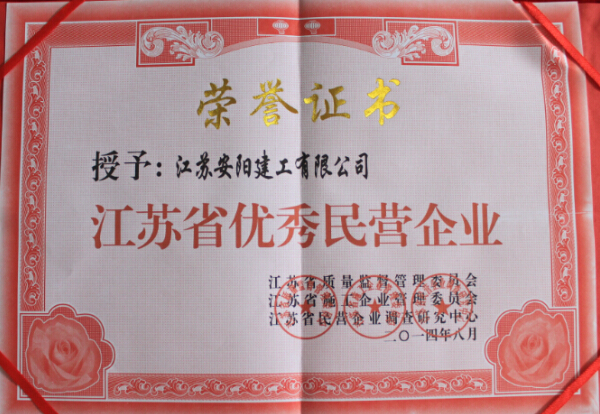 荣誉证书
授予：江苏安阳建工有限公司
江苏省优秀民营企业
江苏省质量监督管理委员会
江苏省施工企业管理委员会
江苏省民营企业调查研究中心
二〇一四年八月